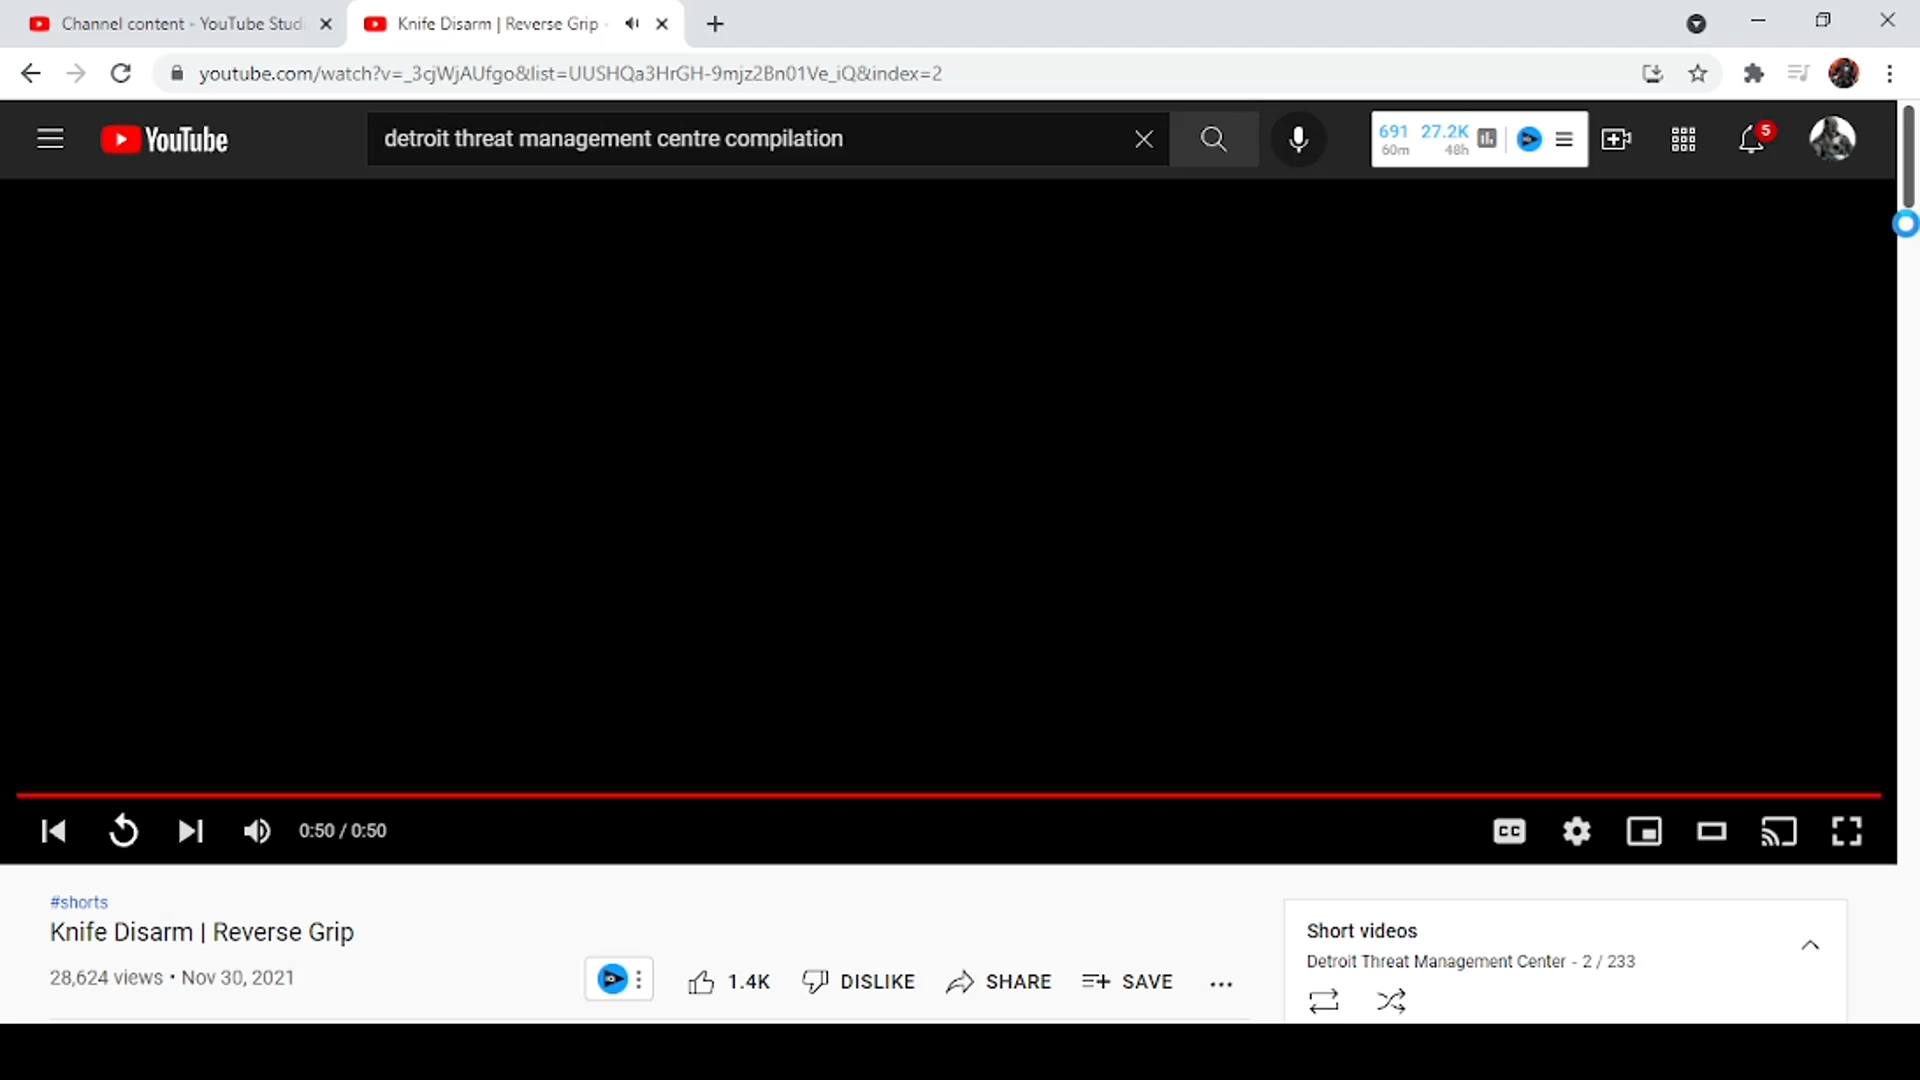 Channel content - YouTube Stud
Knife Disarm | Reverse Grip -
youtube.com/watch?v=_3cjWjAUfgo&list=UUSHQa3HrGH-9mjz2Bn01Ve_iQ&index=2
YouTube
detroit threat management centre compilation
691 27.2K
60m 48h
5
0:50 / 0:50
CC
#shorts
Knife Disarm | Reverse Grip
28,624 views • Nov 30, 2021
1.4K
DISLIKE
SHARE
SAVE
Short videos
Detroit Threat Management Center - 2 / 233